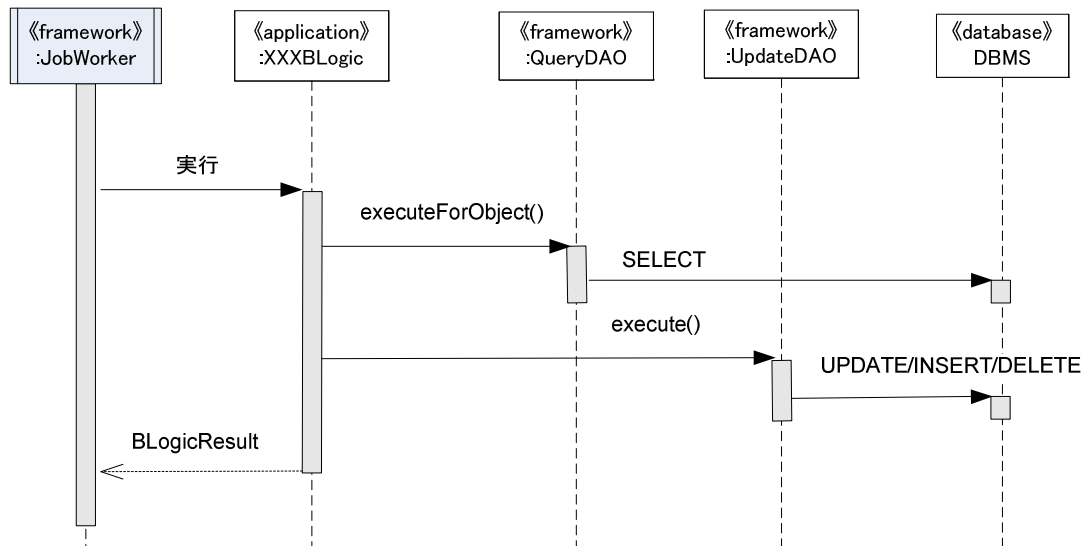 《framework》
:JobWorker
《application》
:XXXBLogic
《framework》
:QueryDAO
《framework》
:UpdateDAO
《database》
DBMS
実行
executeForObject()
SELECT
execute()
UPDATE/INSERT/DELETE
BLogicResult